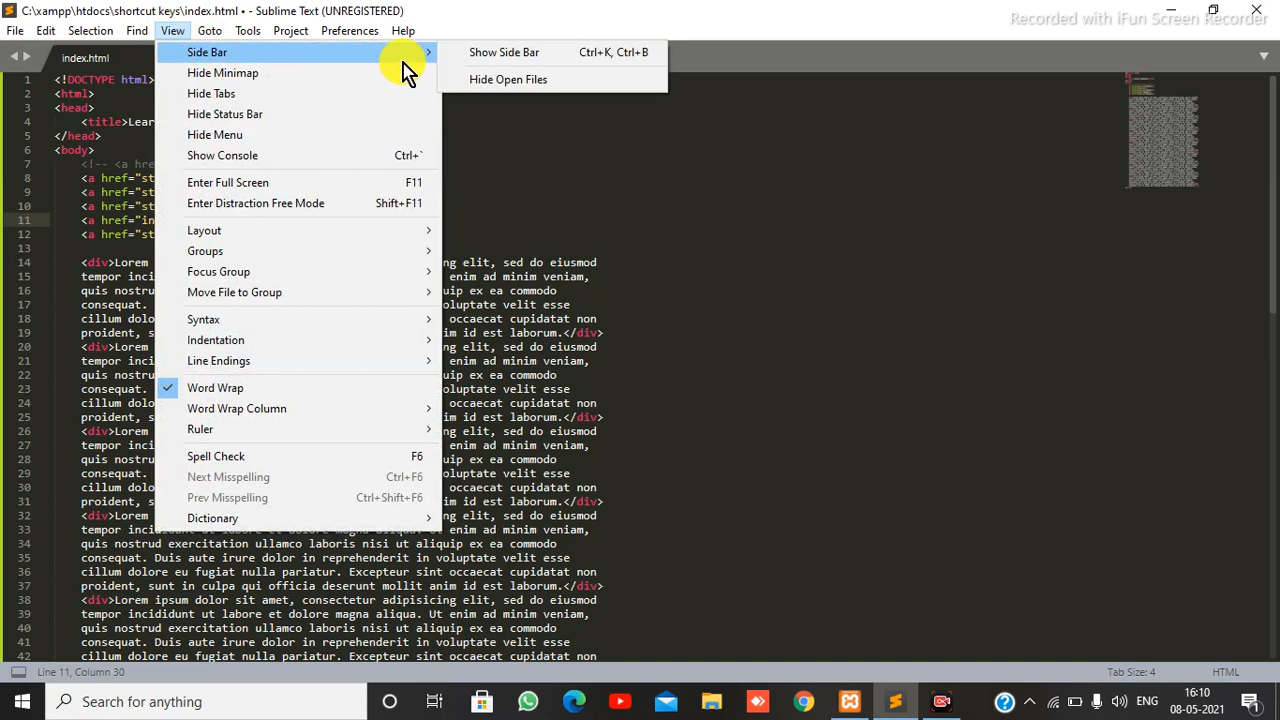 C:\xampp\htdocs\shortcut keys\index.html • - Sublime Text (UNREGISTERED)
Recorded with iFun Screen Recorder
File Edit Selection Find View Goto Tools Project Preferences Help
index.html
Side Bar
Hide Minimap
Hide Tabs
Hide Status Bar
Hide Menu
Show Console Ctrl+`
Enter Full Screen F11
Enter Distraction Free Mode Shift+F11
Layout
Groups
Focus Group
Move File to Group
Syntax
Indentation
Line Endings
Word Wrap
Word Wrap Column
Ruler
Spell Check F6
Next Misspelling Ctrl+F6
Prev Misspelling Ctrl+Shift+F6
Dictionary
Show Side Bar Ctrl+K, Ctrl+B
Hide Open Files
1 <!DOCTYPE html>
2 <html>
3 <head>
4 <title>Lear
5 </head>
6 <body>
7 <!-- <a h
8 <a href="st
9 <a href="st
10 <a href="st
11 <a href="in
12 <a href="st
13
14 <div>Lorem ng elit, sed do eiusmod
15 tempor inc enim ad minim veniam,
16 quis nostru ex ea commodo
17 consequat. voluptate velit esse
18 cillum dolo t occaecat cupidatat non
19 proident, s im id est laborum.</div>
20 <div>Lorem ng elit, sed do eiusmod
21 tempor inc enim ad minim veniam,
22 quis nostru ex ea commodo
23 consequat. voluptate velit esse
24 cillum dolo t occaecat cupidatat non
25 proident, s im id est laborum.</div>
26 <div>Lorem ng elit, sed do eiusmod
27 tempor inc enim ad minim veniam,
28 quis nostru ex ea commodo
29 consequat. voluptate velit esse
30 cillum dolo t occaecat cupidatat non
31 proident, s im id est laborum.</div>
32 <div>Lorem ng elit, sed do eiusmod
33 tempor incididunt ut labore et dolore magna aliqua. Ut enim ad minim veniam,
34 quis nostrud exercitation ullamco laboris nisi ut aliquip ex ea commodo
35 consequat. Duis aute irure dolor in reprehenderit in voluptate velit esse
36 cillum dolore eu fugiat nulla pariatur. Excepteur sint occaecat cupidatat non
37 proident, sunt in culpa qui officia deserunt mollit anim id est laborum.</div>
38 <div>Lorem ipsum dolor sit amet, consectetur adipisicing elit, sed do eiusmod
39 tempor incididunt ut labore et dolore magna aliqua. Ut enim ad minim veniam,
40 quis nostrud exercitation ullamco laboris nisi ut aliquip ex ea commodo
41 consequat. Duis aute irure dolor in reprehenderit in voluptate velit esse
42 cillum dolore eu fugiat nulla pariatur. Excepteur sint occaecat cupidatat non
Line 11, Column 30 Tab Size: 4 HTML
Search for anything
ENG
16:10
08-05-2021
1